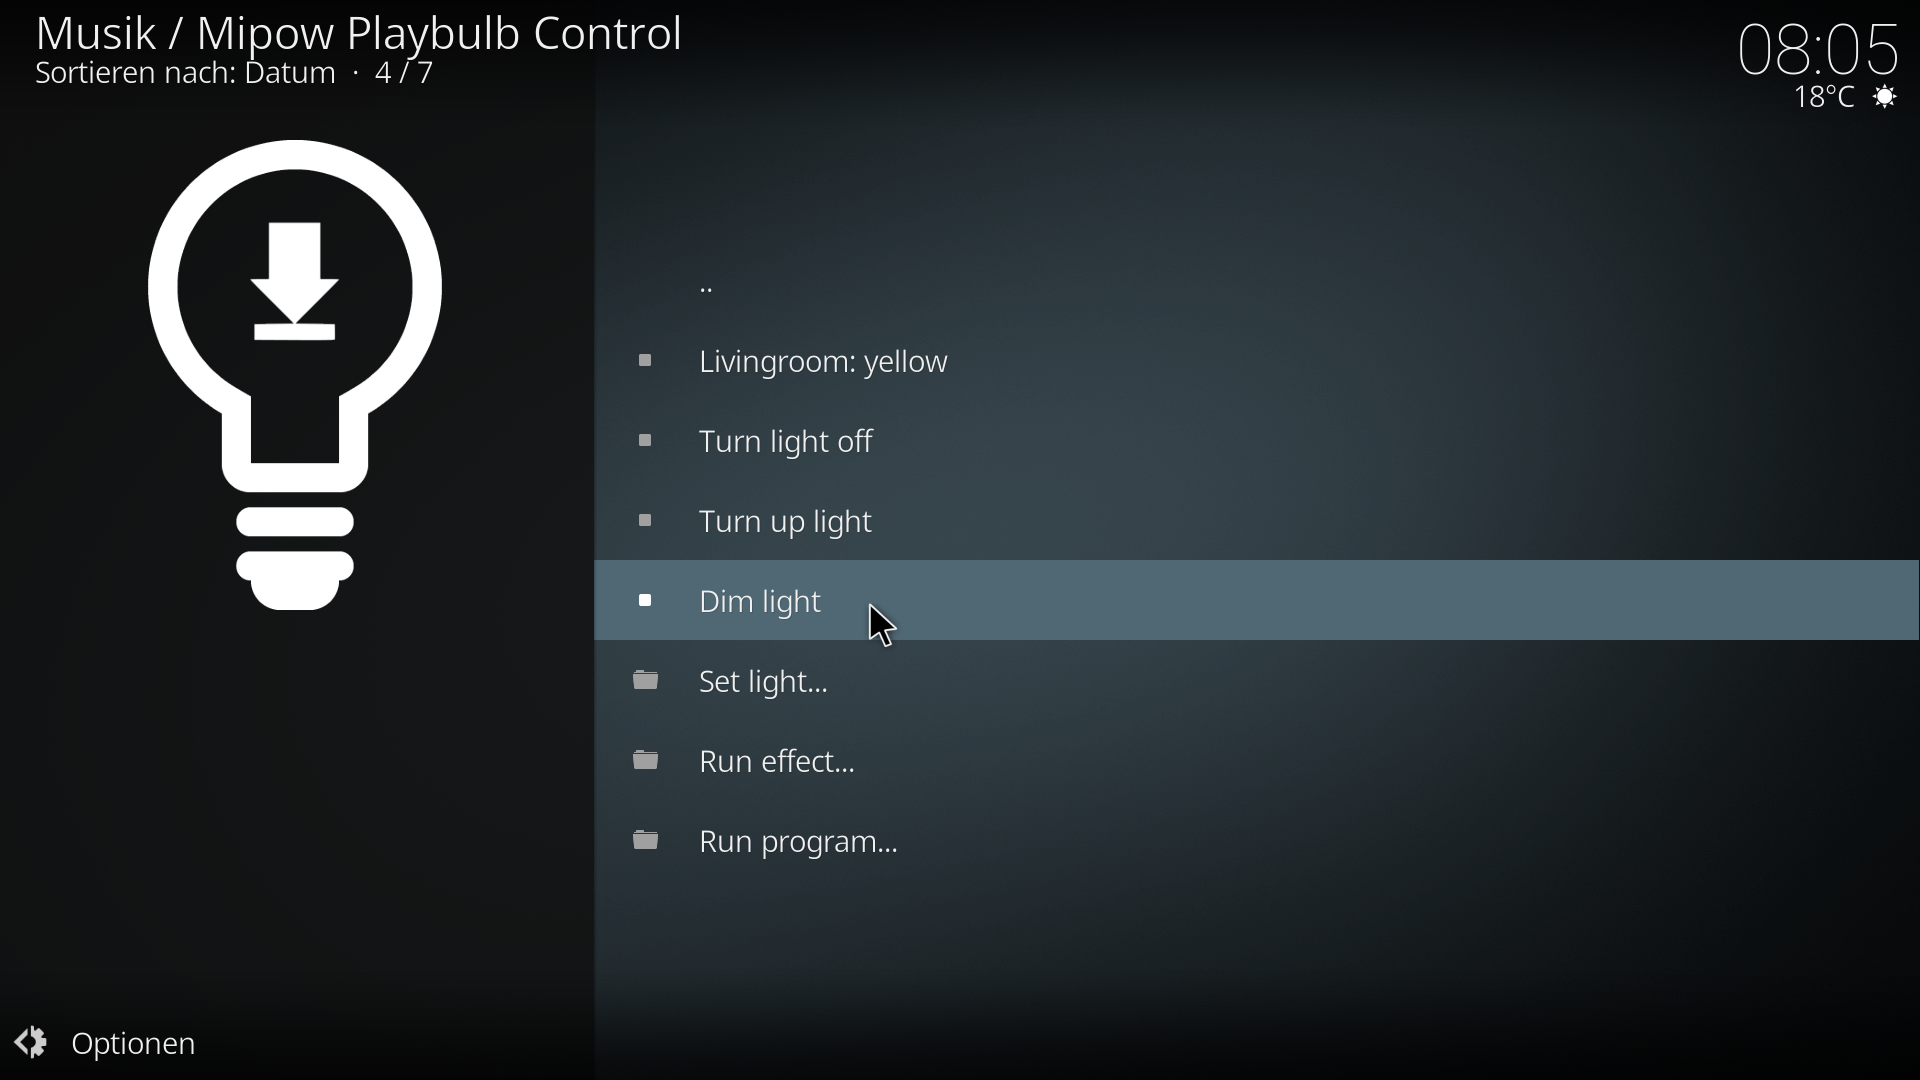 Musik / Mipow Playbulb Control
Sortieren nach: Datum · 4 / 7
08:05
18°C
..
Livingroom: yellow
Turn light off
Turn up light
Dim light
Set light...
Run effect...
Run program...
Optionen